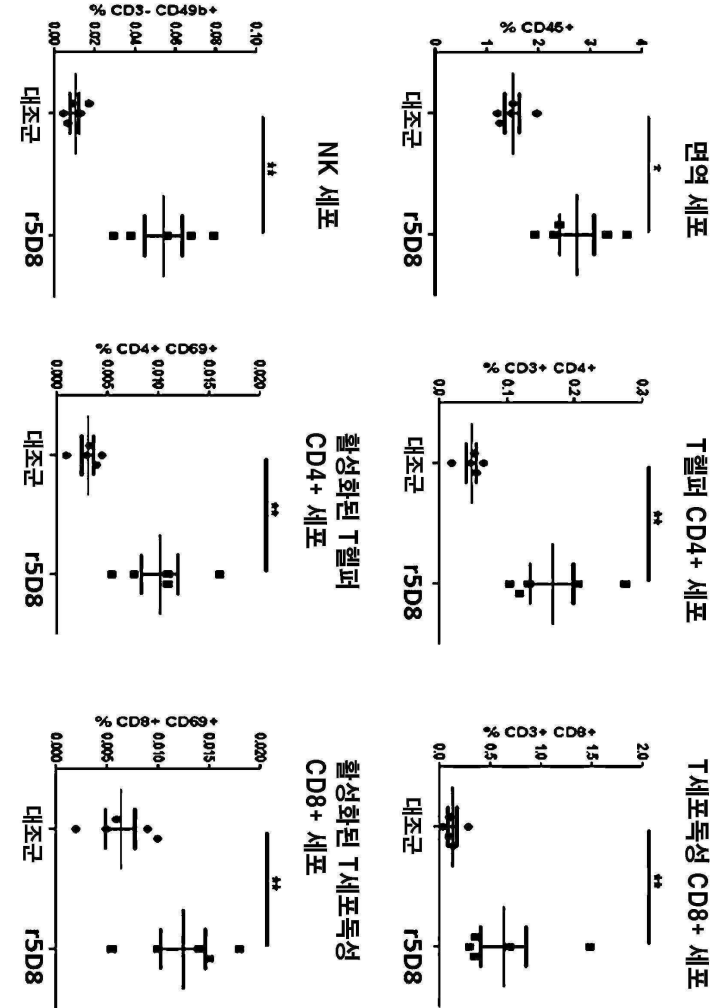 면역 세포
% CD45+
0
1
2
3
4
*
대조군
r5D8
T헬퍼 CD4+ 세포
% CD3+ CD4+
0.0
0.1
0.2
0.3
**
대조군
r5D8
T세포독성 CD8+ 세포
% CD3+ CD8+
0.0
0.5
1.0
1.5
2.0
**
대조군
r5D8
NK 세포
% CD3- CD49b+
0.00
0.02
0.04
0.06
0.08
0.10
**
대조군
r5D8
활성화된 T헬퍼
CD4+ 세포
% CD4+ CD69+
0.000
0.005
0.010
0.015
0.020
**
대조군
r5D8
활성화된 T세포독성
CD8+ 세포
% CD8+ CD69+
0.000
0.005
0.010
0.015
0.020
**
대조군
r5D8